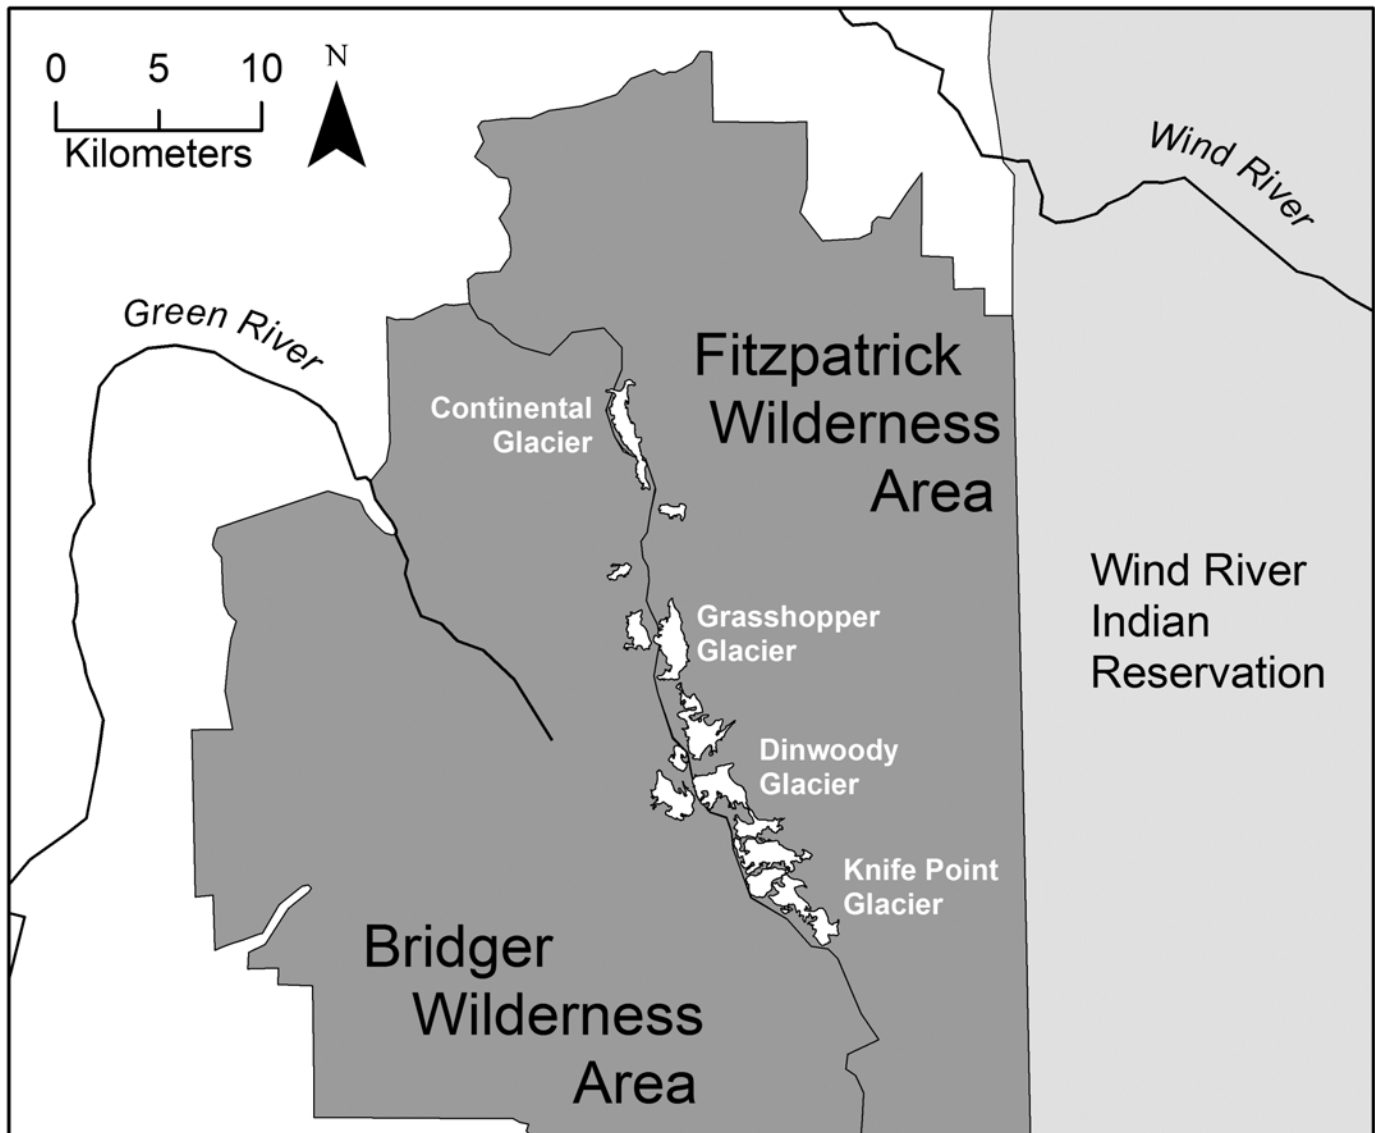 0 5 10
Kilometers
N
Wind River
Green River
Fitzpatrick
Wilderness
Area
Continental
Glacier
Wind River
Indian
Reservation
Grasshopper
Glacier
Dinwoody
Glacier
Knife Point
Glacier
Bridger
Wilderness
Area